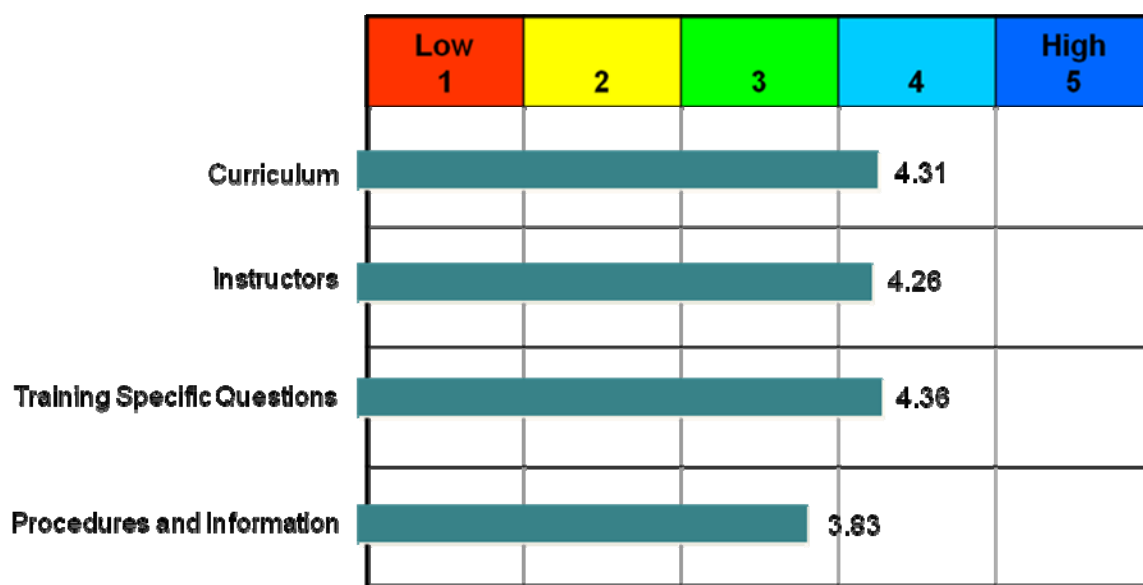 Low High
1 2 3 4 5
Curriculum 4.31
Instructors 4.26
Training Specific Questions 4.36
Procedures and Information 3.83